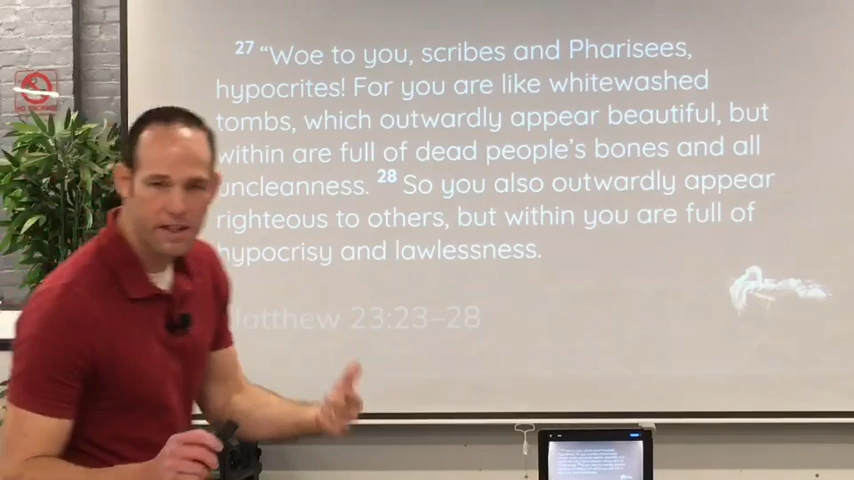 27 “Woe to you, scribes and Pharisees,
hypocrites! For you are like whitewashed
tombs, which outwardly appear beautiful, but
within are full of dead people’s bones and all
uncleanness. 28 So you also outwardly appear
righteous to others, but within you are full of
hypocrisy and lawlessness.
Matthew 23:23–28